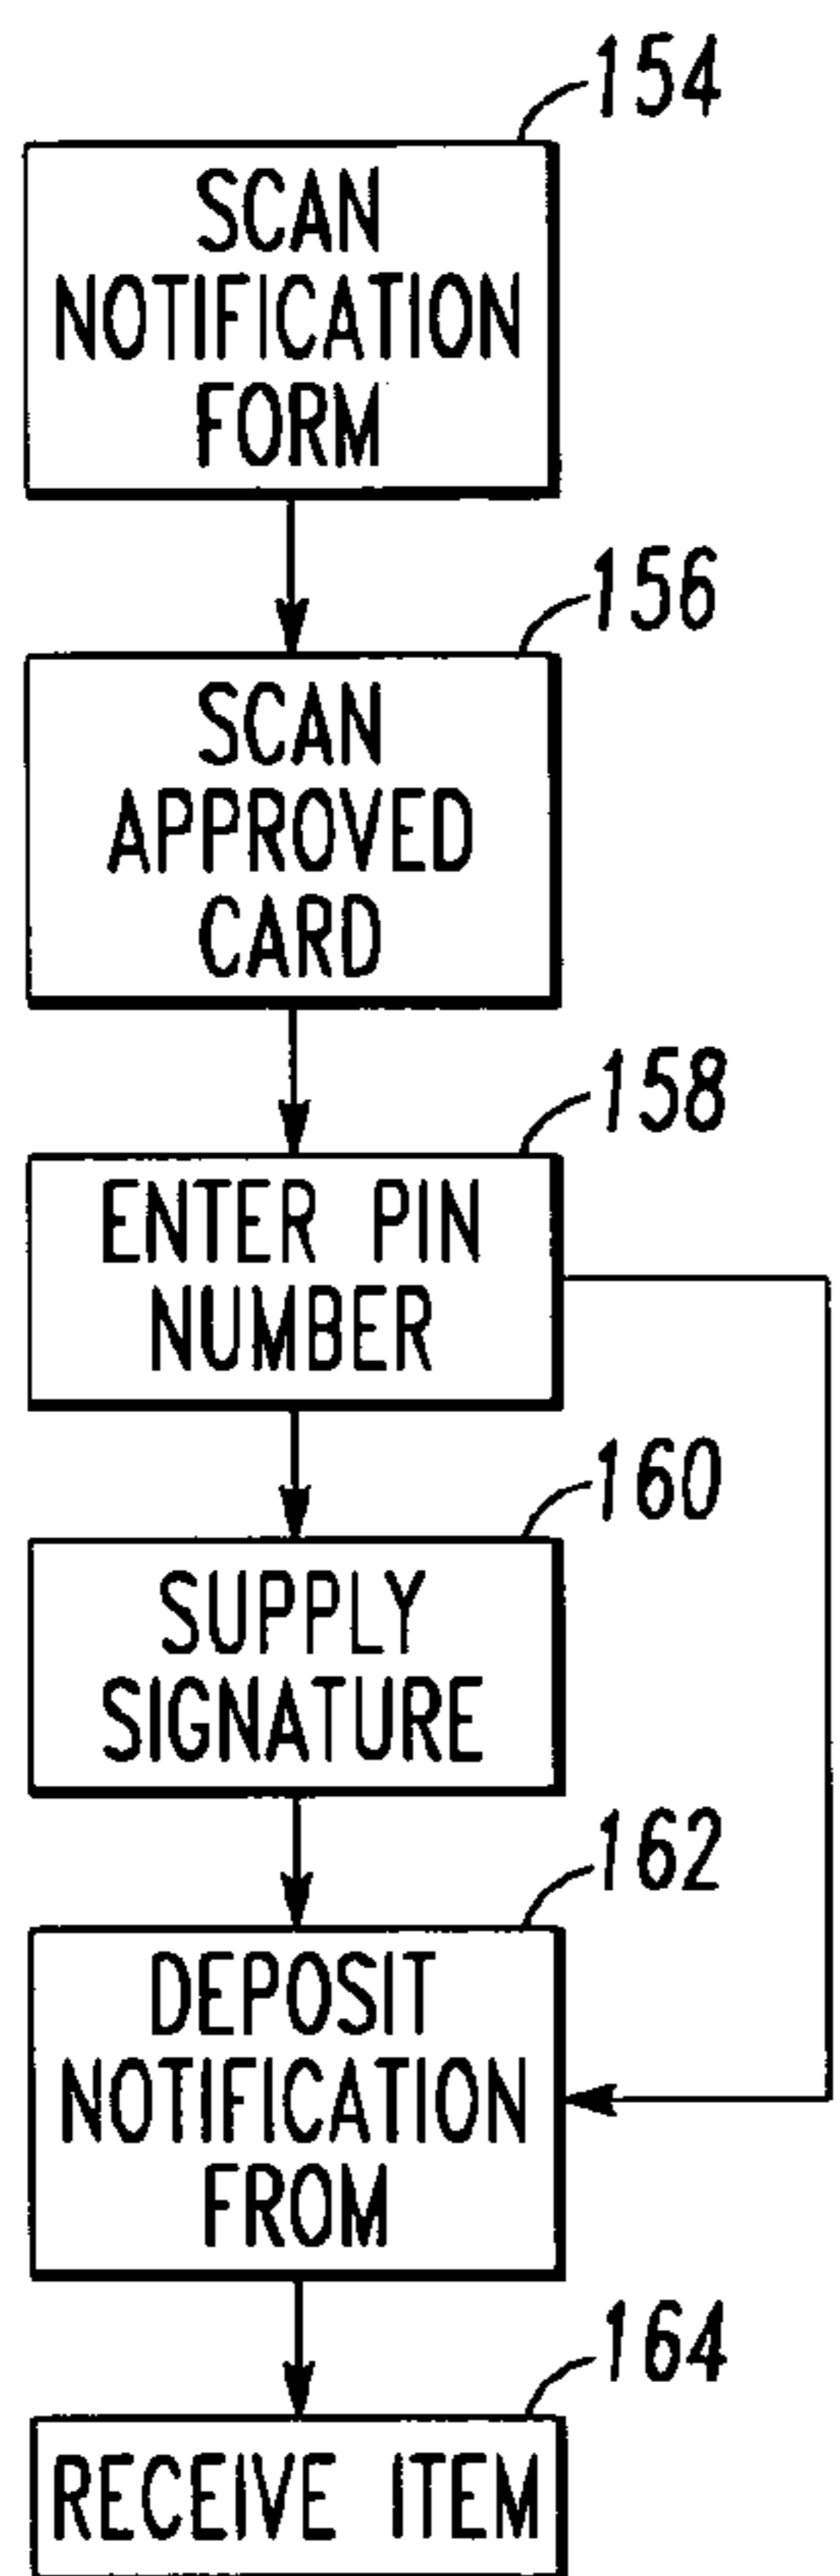 154
SCAN
NOTIFICATION
FORM
156
SCAN
APPROVED
CARD
158
ENTER PIN
NUMBER
160
SUPPLY
SIGNATURE
162
DEPOSIT
NOTIFICATION
FROM
164
RECEIVE ITEM